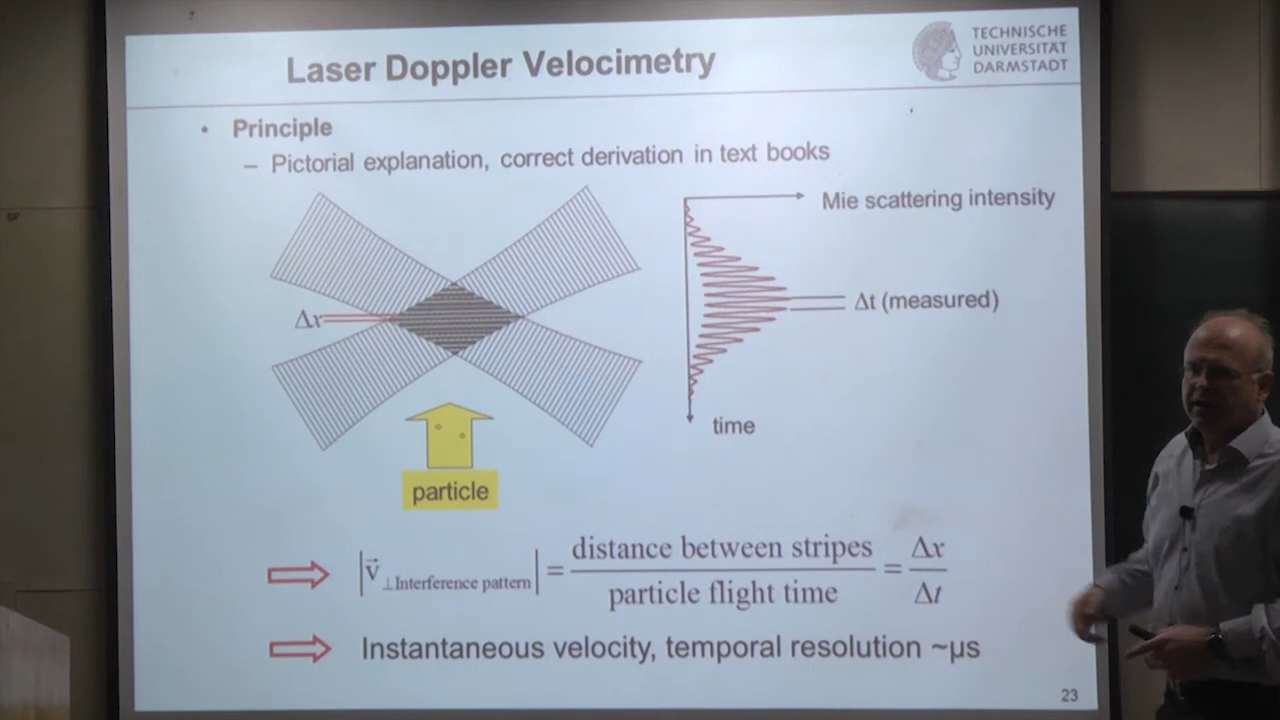 Laser Doppler Velocimetry
TECHNISCHE
UNIVERSITÄT
DARMSTADT
• Principle
– Pictorial explanation, correct derivation in text books
Mie scattering intensity
Δx
Δt (measured)
time
particle
|v⃗ ⊥Interference pattern| = distance between stripes / particle flight time = Δx / Δt
Instantaneous velocity, temporal resolution ~µs
23